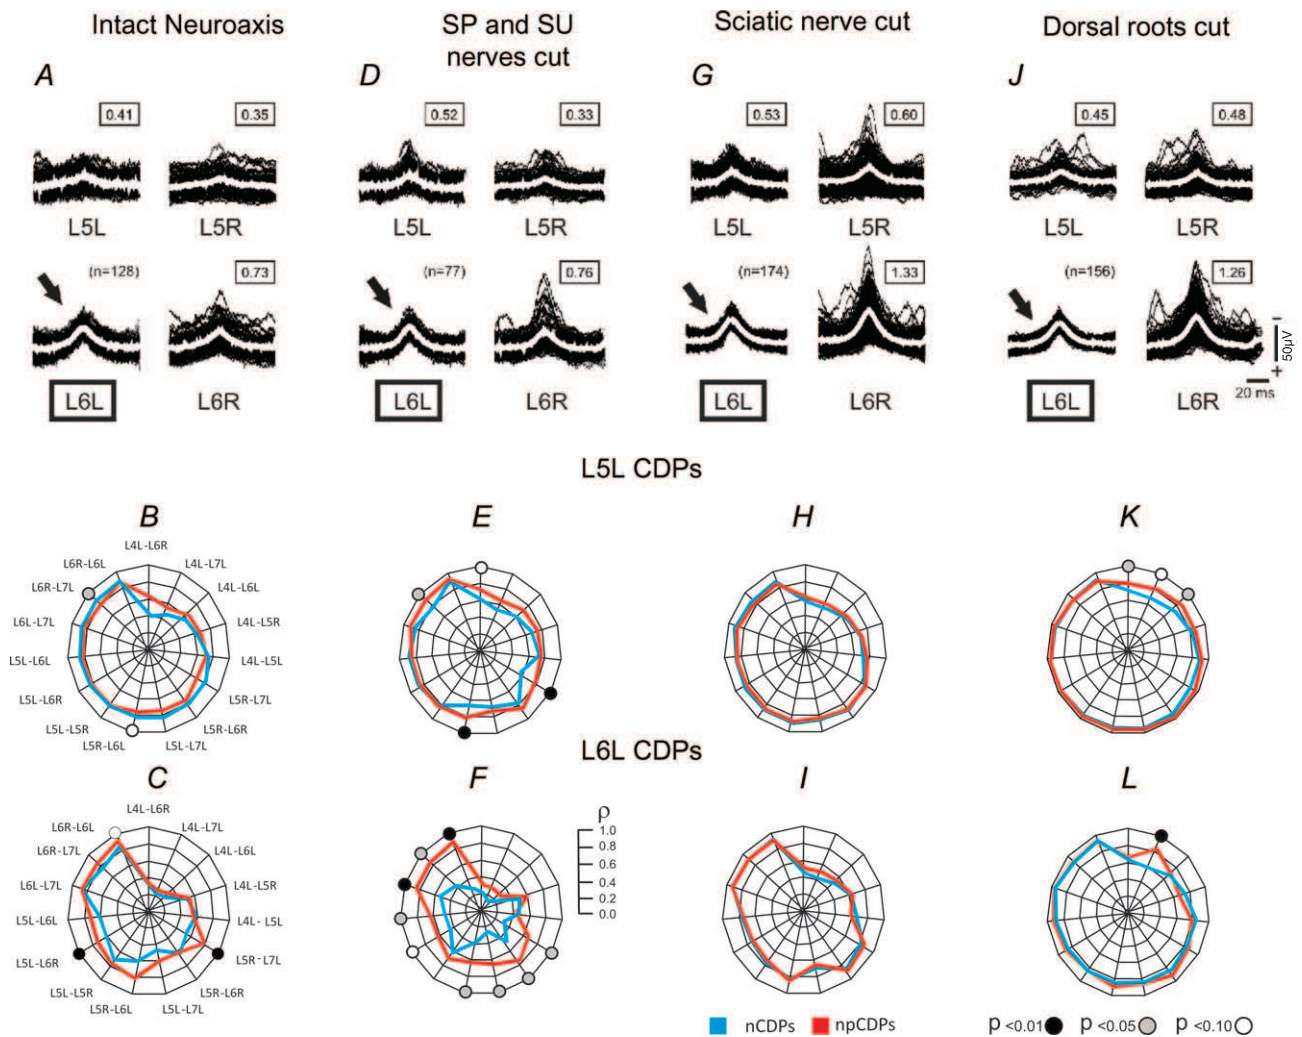 Intact Neuroaxis
SP and SU
nerves cut
Sciatic nerve cut
Dorsal roots cut
A
D
G
J
0.41
0.35
0.52
0.33
0.53
0.60
0.45
0.48
L5L
L5R
L5L
L5R
L5L
L5R
L5L
L5R
(n=128)
0.73
(n=77)
0.76
(n=174)
1.33
(n=156)
1.26
−
50µV
+
20 ms
L6L
L6R
L6L
L6R
L6L
L6R
L6L
L6R
L5L CDPs
B
E
H
K
L4L-L6R
L4L-L7L
L4L-L6L
L4L-L5R
L4L-L5L
L5R-L7L
L5R-L6R
L5L-L7L
L5R-L6L
L5L-L5R
L5L-L6R
L5L-L6L
L6L-L7L
L6R-L7L
L6R-L6L
L6L CDPs
C
F
I
L
L4L-L6R
L4L-L7L
L4L-L6L
L4L-L5R
L4L- L5L
L5R-L7L
L5R-L6R
L5L-L7L
L5R-L6L
L5L-L5R
L5L-L6R
L5L-L6L
L6L-L7L
L6R-L7L
L6R-L6L
ρ
1.0
0.8
0.6
0.4
0.2
0.0
nCDPs
npCDPs
p <0.01
p <0.05
p <0.10